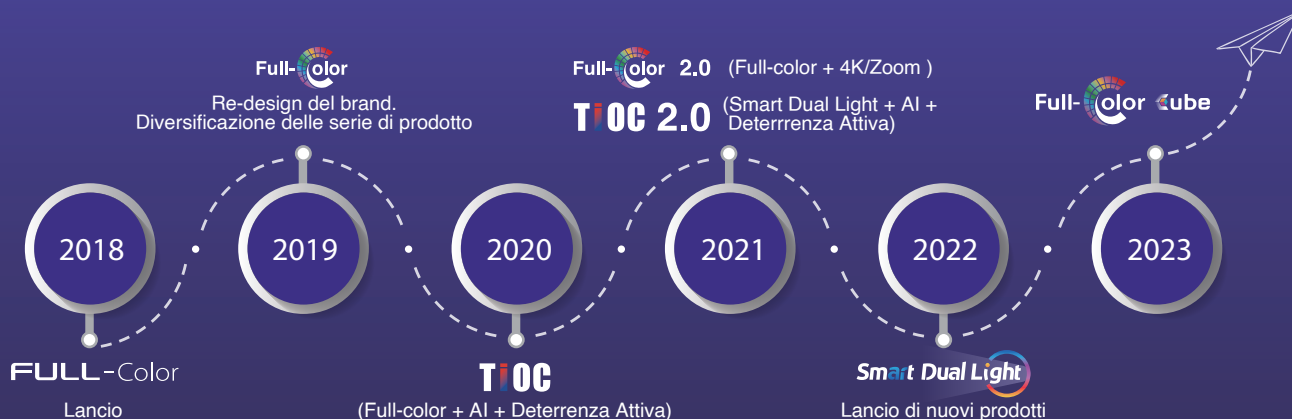 Full-Color
Re-design del brand.
Diversificazione delle serie di prodotto
Full-Color 2.0 (Full-color + 4K/Zoom )
TiOC 2.0 (Smart Dual Light + AI +
Deterrrenza Attiva)
Full-Color Cube
2018
2019
2020
2021
2022
2023
FULL-Color
Lancio
TiOC
(Full-color + AI + Deterrenza Attiva)
Smart Dual Light
Lancio di nuovi prodotti